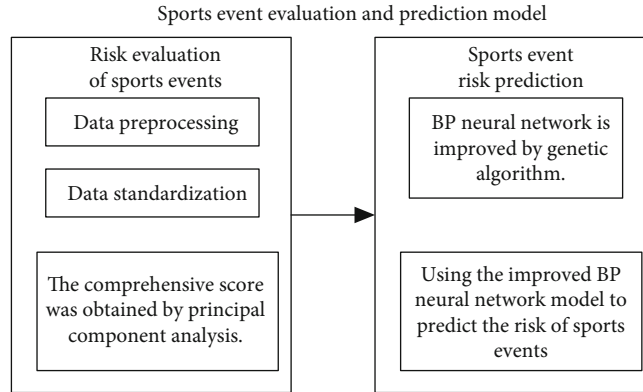 Sports event evaluation and prediction model
Risk evaluation
of sports events
Data preprocessing
Data standardization
The comprehensive score
was obtained by principal
component analysis.
Sports event
risk prediction
BP neural network is
improved by genetic
algorithm.
Using the improved BP
neural network model to
predict the risk of sports
events